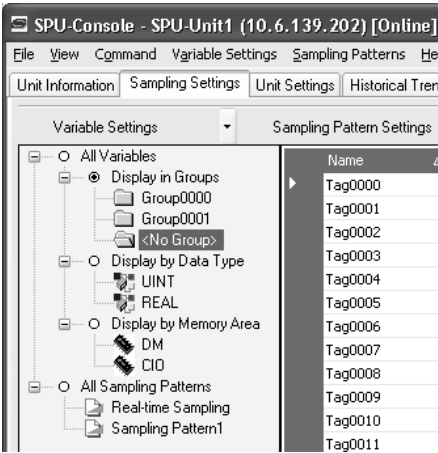 SPU-Console - SPU-Unit1 (10.6.139.202) [Online]
File View Command Variable Settings Sampling Patterns He
Unit Information Sampling Settings Unit Settings Historical Tren
Variable Settings Sampling Pattern Settings
All Variables
Display in Groups
Group0000
Group0001
<No Group>
Display by Data Type
UINT
REAL
Display by Memory Area
DM
CIO
All Sampling Patterns
Real-time Sampling
Sampling Pattern1
Name
Tag0000
Tag0001
Tag0002
Tag0003
Tag0004
Tag0005
Tag0006
Tag0007
Tag0008
Tag0009
Tag0010
Tag0011